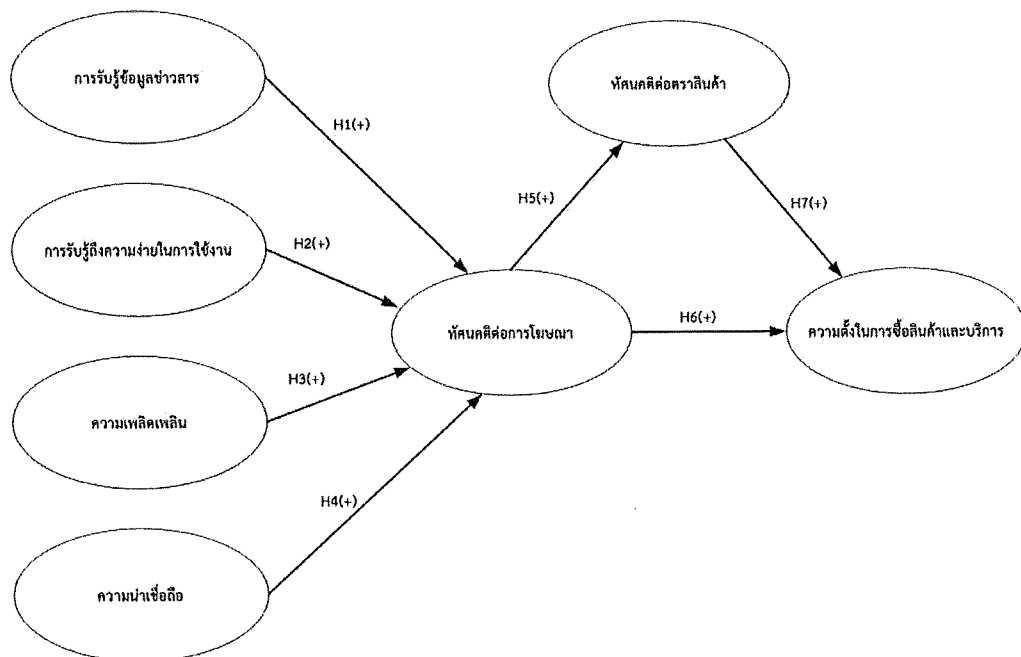 การรับรู้ข้อมูลข่าวสาร
ทัศนคติต่อตราสินค้า
H1(+)
H5(+)
H7(+)
การรับรู้ถึงความง่ายในการใช้งาน
H2(+)
ทัศนคติต่อการโฆษณา
H6(+)
ความตั้งในการซื้อสินค้าและบริการ
H3(+)
ความเพลิดเพลิน
H4(+)
ความน่าเชื่อถือ